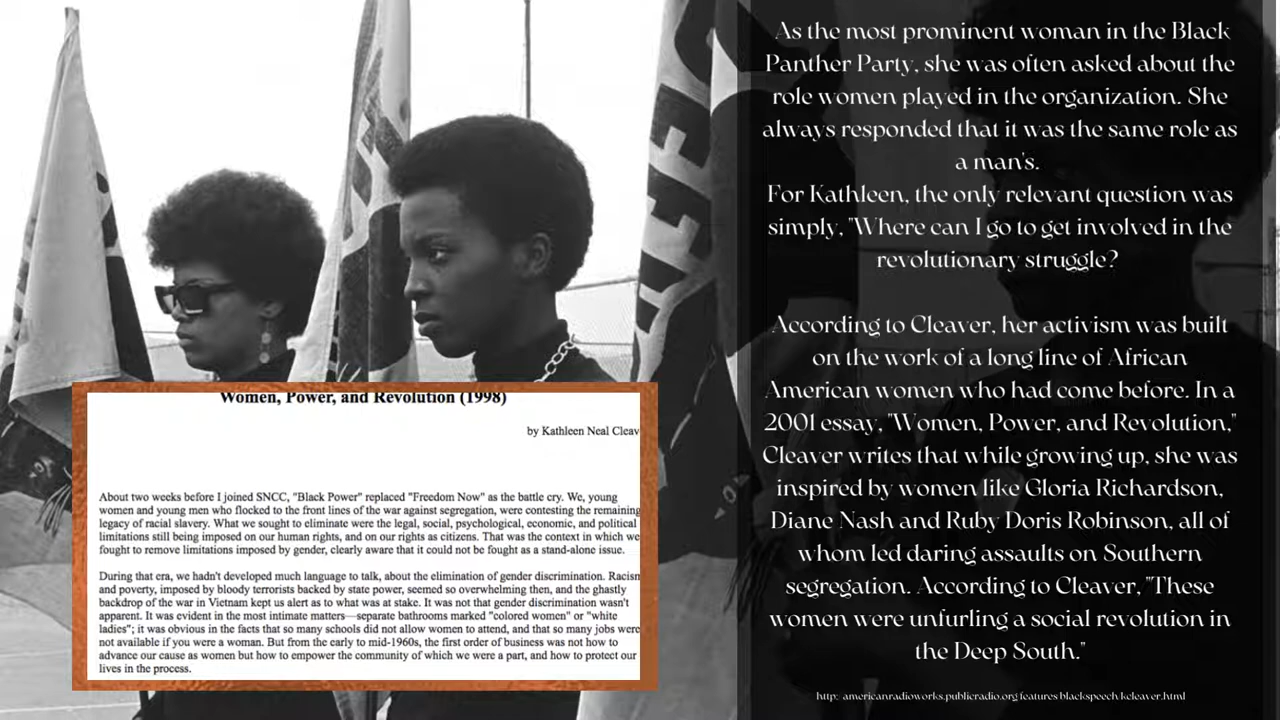 As the most prominent woman in the Black
Panther Party, she was often asked about the
role women played in the organization. She
always responded that it was the same role as
a man's.
For Kathleen, the only relevant question was
simply, "Where can I go to get involved in the
revolutionary struggle?
According to Cleaver, her activism was built
on the work of a long line of African
American women who had come before. In a
2001 essay, "Women, Power, and Revolution,"
Cleaver writes that while growing up, she was
inspired by women like Gloria Richardson,
Diane Nash and Ruby Doris Robinson, all of
whom led daring assaults on Southern
segregation. According to Cleaver, "These
women were unfurling a social revolution in
the Deep South."
http: americanradioworks.publicradio.org features blackspeech kcleaver.html
Women, Power, and Revolution (1998)
by Kathleen Neal Cleav
About two weeks before I joined SNCC, "Black Power" replaced "Freedom Now" as the battle cry. We, young
women and young men who flocked to the front lines of the war against segregation, were contesting the remaining
legacy of racial slavery. What we sought to eliminate were the legal, social, psychological, economic, and political
limitations still being imposed on our human rights, and on our rights as citizens. That was the context in which we
fought to remove limitations imposed by gender, clearly aware that it could not be fought as a stand-alone issue.
During that era, we hadn't developed much language to talk, about the elimination of gender discrimination. Racism
and poverty, imposed by bloody terrorists backed by state power, seemed so overwhelming then, and the ghastly
backdrop of the war in Vietnam kept us alert as to what was at stake. It was not that gender discrimination wasn't
apparent. It was evident in the most intimate matters—separate bathrooms marked "colored women" or "white
ladies"; it was obvious in the facts that so many schools did not allow women to attend, and that so many jobs were
not available if you were a woman. But from the early to mid-1960s, the first order of business was not how to
advance our cause as women but how to empower the community of which we were a part, and how to protect our
lives in the process.